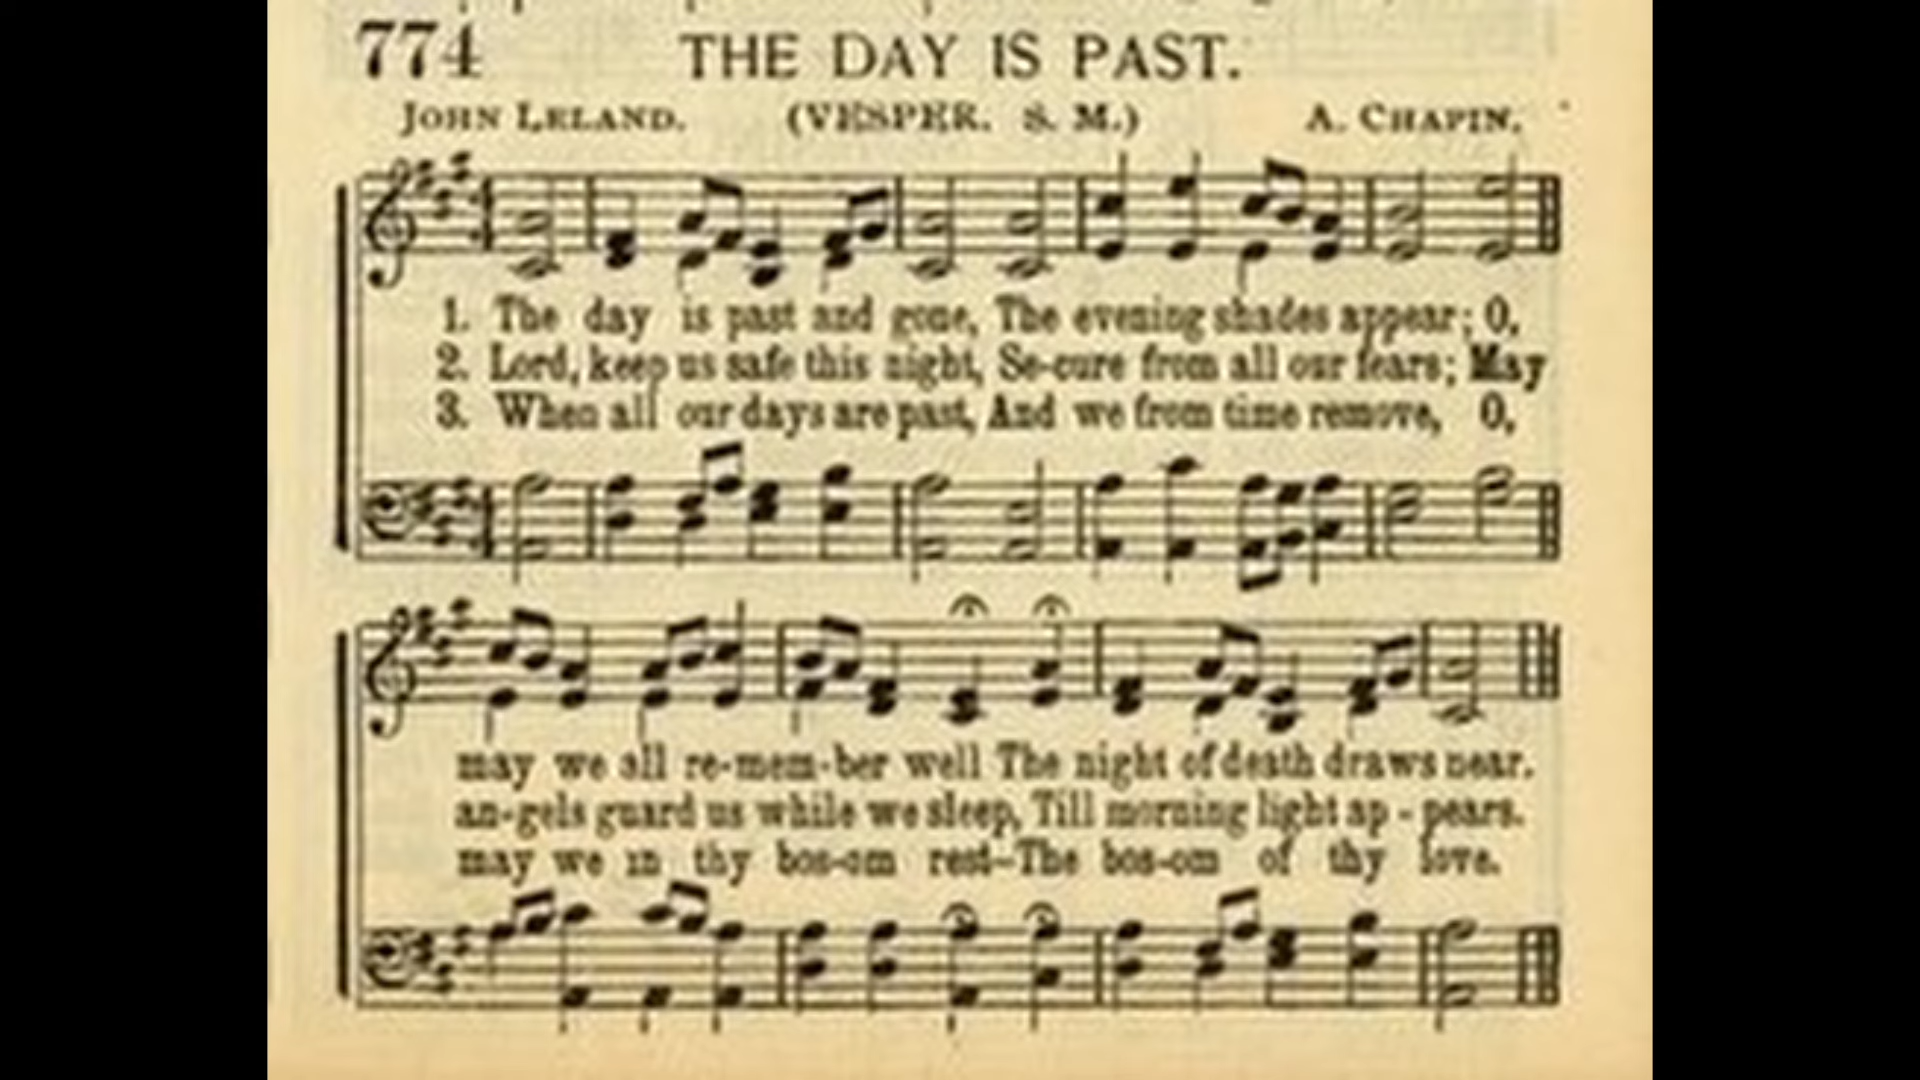 774 THE DAY IS PAST.
JOHN LELAND. (VESPER. S. M.) A. CHAPIN.
1. The day is past and gone, The evening shades appear; O,
2. Lord, keep us safe this night, Se-cure from all our fears; May
3. When all our days are past, And we from time remove, O,
may we all re-mem-ber well The night of death draws near.
an-gels guard us while we sleep, Till morning light ap - pears.
may we in thy bos-om rest–The bos-om of thy love.